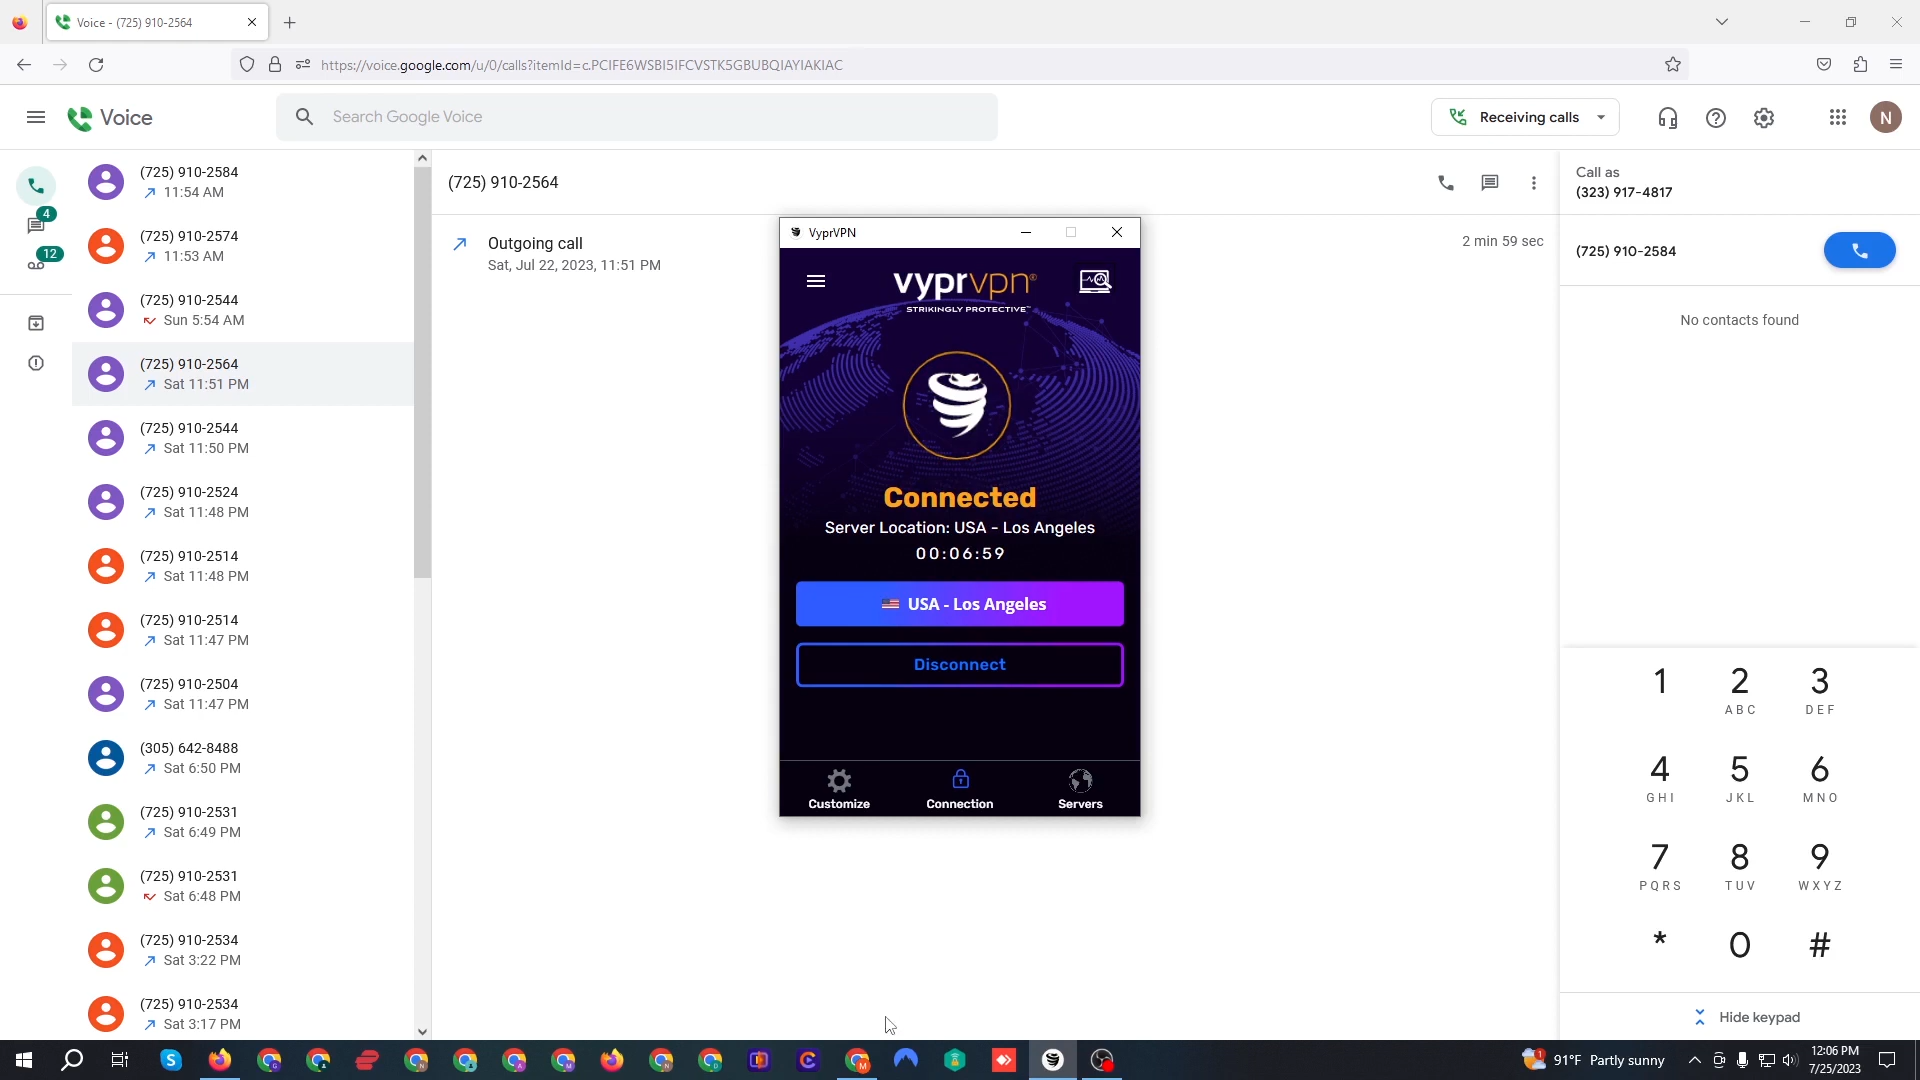 Voice - (725) 910-2564
https://voice.google.com/u/0/calls?itemId=c.PCIFE6WSBI5IFCVSTK5GBUBQIAYIAKIAC
Voice
Search Google Voice
Receiving calls
N
4
12
(725) 910-2584
11:54 AM
(725) 910-2574
11:53 AM
(725) 910-2544
Sun 5:54 AM
(725) 910-2564
Sat 11:51 PM
(725) 910-2544
Sat 11:50 PM
(725) 910-2524
Sat 11:48 PM
(725) 910-2514
Sat 11:48 PM
(725) 910-2514
Sat 11:47 PM
(725) 910-2504
Sat 11:47 PM
(305) 642-8488
Sat 6:50 PM
(725) 910-2531
Sat 6:49 PM
(725) 910-2531
Sat 6:48 PM
(725) 910-2534
Sat 3:22 PM
(725) 910-2534
Sat 3:17 PM
(725) 910-2564
Outgoing call
Sat, Jul 22, 2023, 11:51 PM
2 min 59 sec
VyprVPN
vyprvpn®
STRIKINGLY PROTECTIVE™
Connected
Server Location: USA - Los Angeles
00:06:59
USA - Los Angeles
Disconnect
Customize
Connection
Servers
Call as
(323) 917-4817
(725) 910-2584
No contacts found
1 2 3
ABC DEF
4 5 6
GHI JKL MNO
7 8 9
PQRS TUV WXYZ
* 0 #
Hide keypad
1
91°F Partly sunny
12:06 PM
7/25/2023